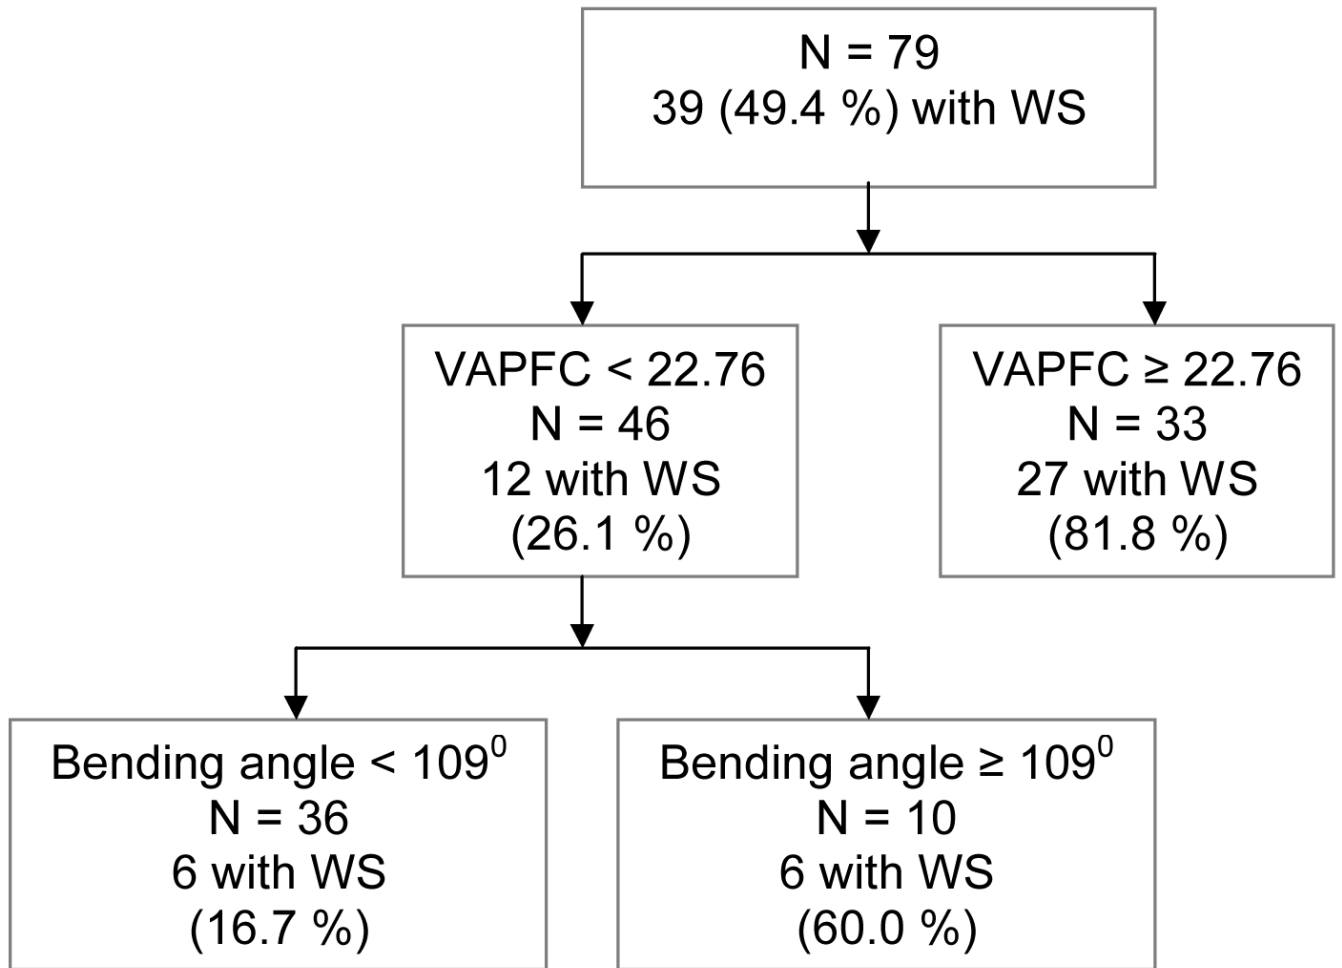 N = 79
39 (49.4 %) with WS
VAPFC < 22.76
N = 46
12 with WS
(26.1 %)
VAPFC ≥ 22.76
N = 33
27 with WS
(81.8 %)
Bending angle < 109⁰
N = 36
6 with WS
(16.7 %)
Bending angle ≥ 109⁰
N = 10
6 with WS
(60.0 %)